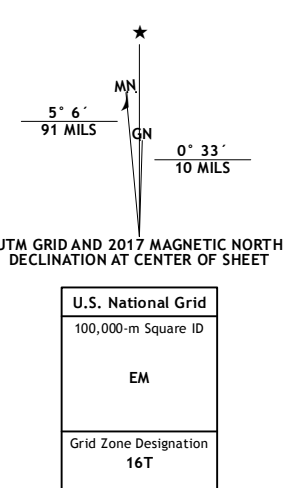 ★
MN
5° 6´
91 MILS
GN
0° 33´
10 MILS
UTM GRID AND 2017 MAGNETIC NORTH
DECLINATION AT CENTER OF SHEET
U.S. National Grid
100,000-m Square ID
EM
Grid Zone Designation
16T